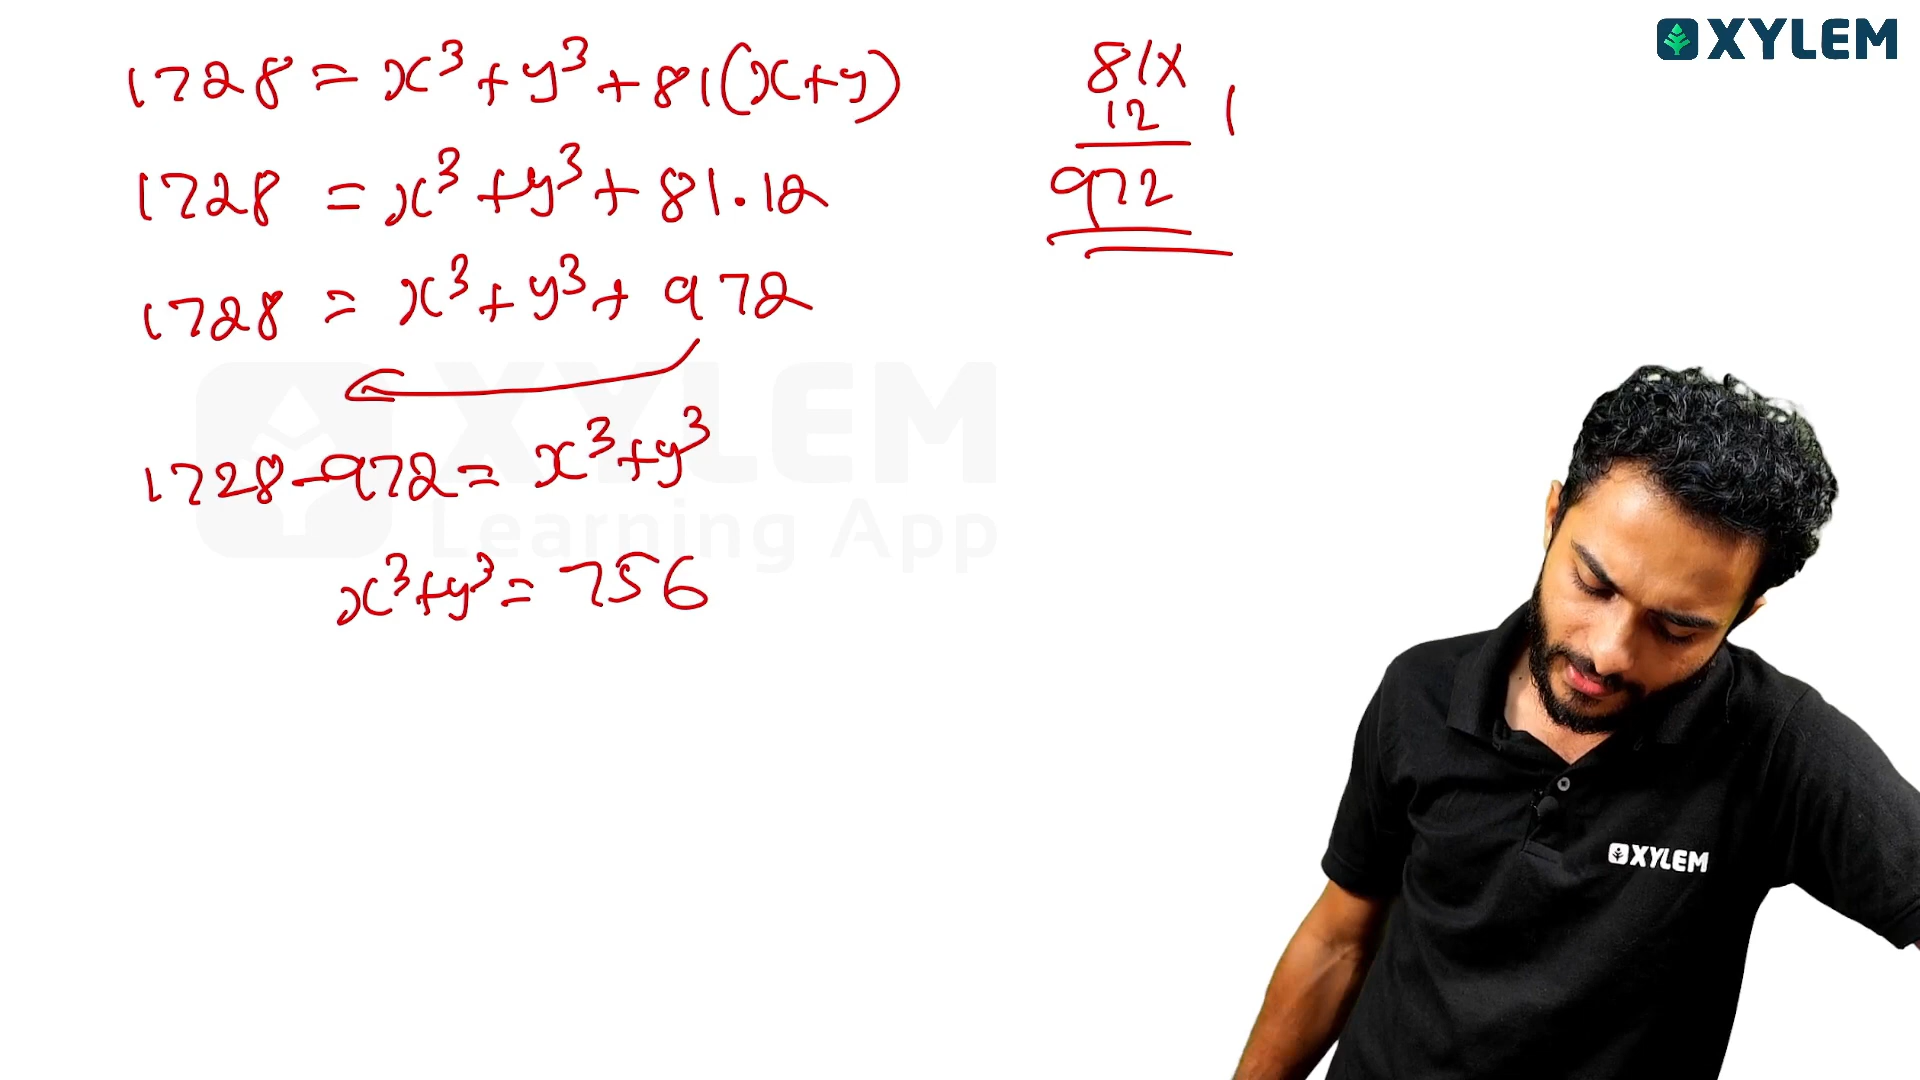 1728 = x³ + y³ + 81(x+y)
1728 = x³ + y³ + 81.12
1728 = x³ + y³ + 972
1728 - 972 = x³ + y³
x³ + y³ = 756
81x
12
972
XYLEM
XYLEM
Learning App
XYLEM